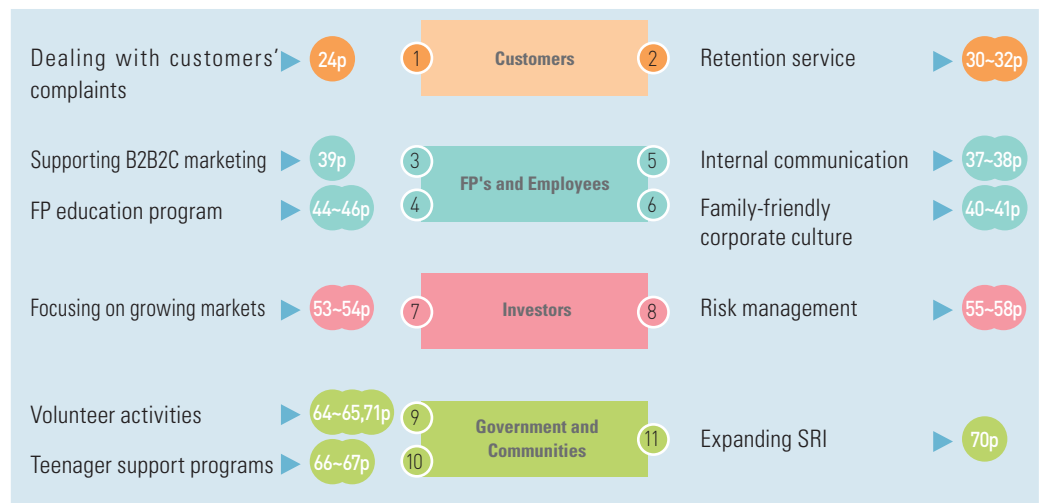 Dealing with customers' 24p 1 Customers 2 Retention service 30~32p
complaints
Supporting B2B2C marketing 39p 3 5 Internal communication 37~38p
FP's and Employees
FP education program 44~46p 4 6 Family-friendly 40~41p
corporate culture
Focusing on growing markets 53~54p 7 Investors 8 Risk management 55~58p
Volunteer activities 64~65,71p 9
Government and
Communities
11 Expanding SRI 70p
Teenager support programs 66~67p 10